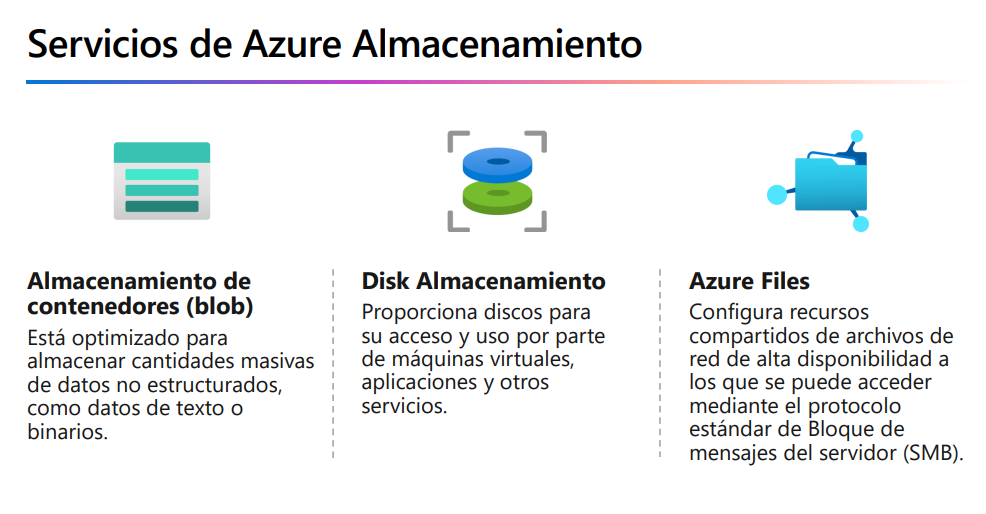 Servicios de Azure Almacenamiento
Almacenamiento de
contenedores (blob)
Está optimizado para
almacenar cantidades masivas
de datos no estructurados,
como datos de texto o
binarios.
Disk Almacenamiento
Proporciona discos para
su acceso y uso por parte
de máquinas virtuales,
aplicaciones y otros
servicios.
Azure Files
Configura recursos
compartidos de archivos de
red de alta disponibilidad a
los que se puede acceder
mediante el protocolo
estándar de Bloque de
mensajes del servidor (SMB).